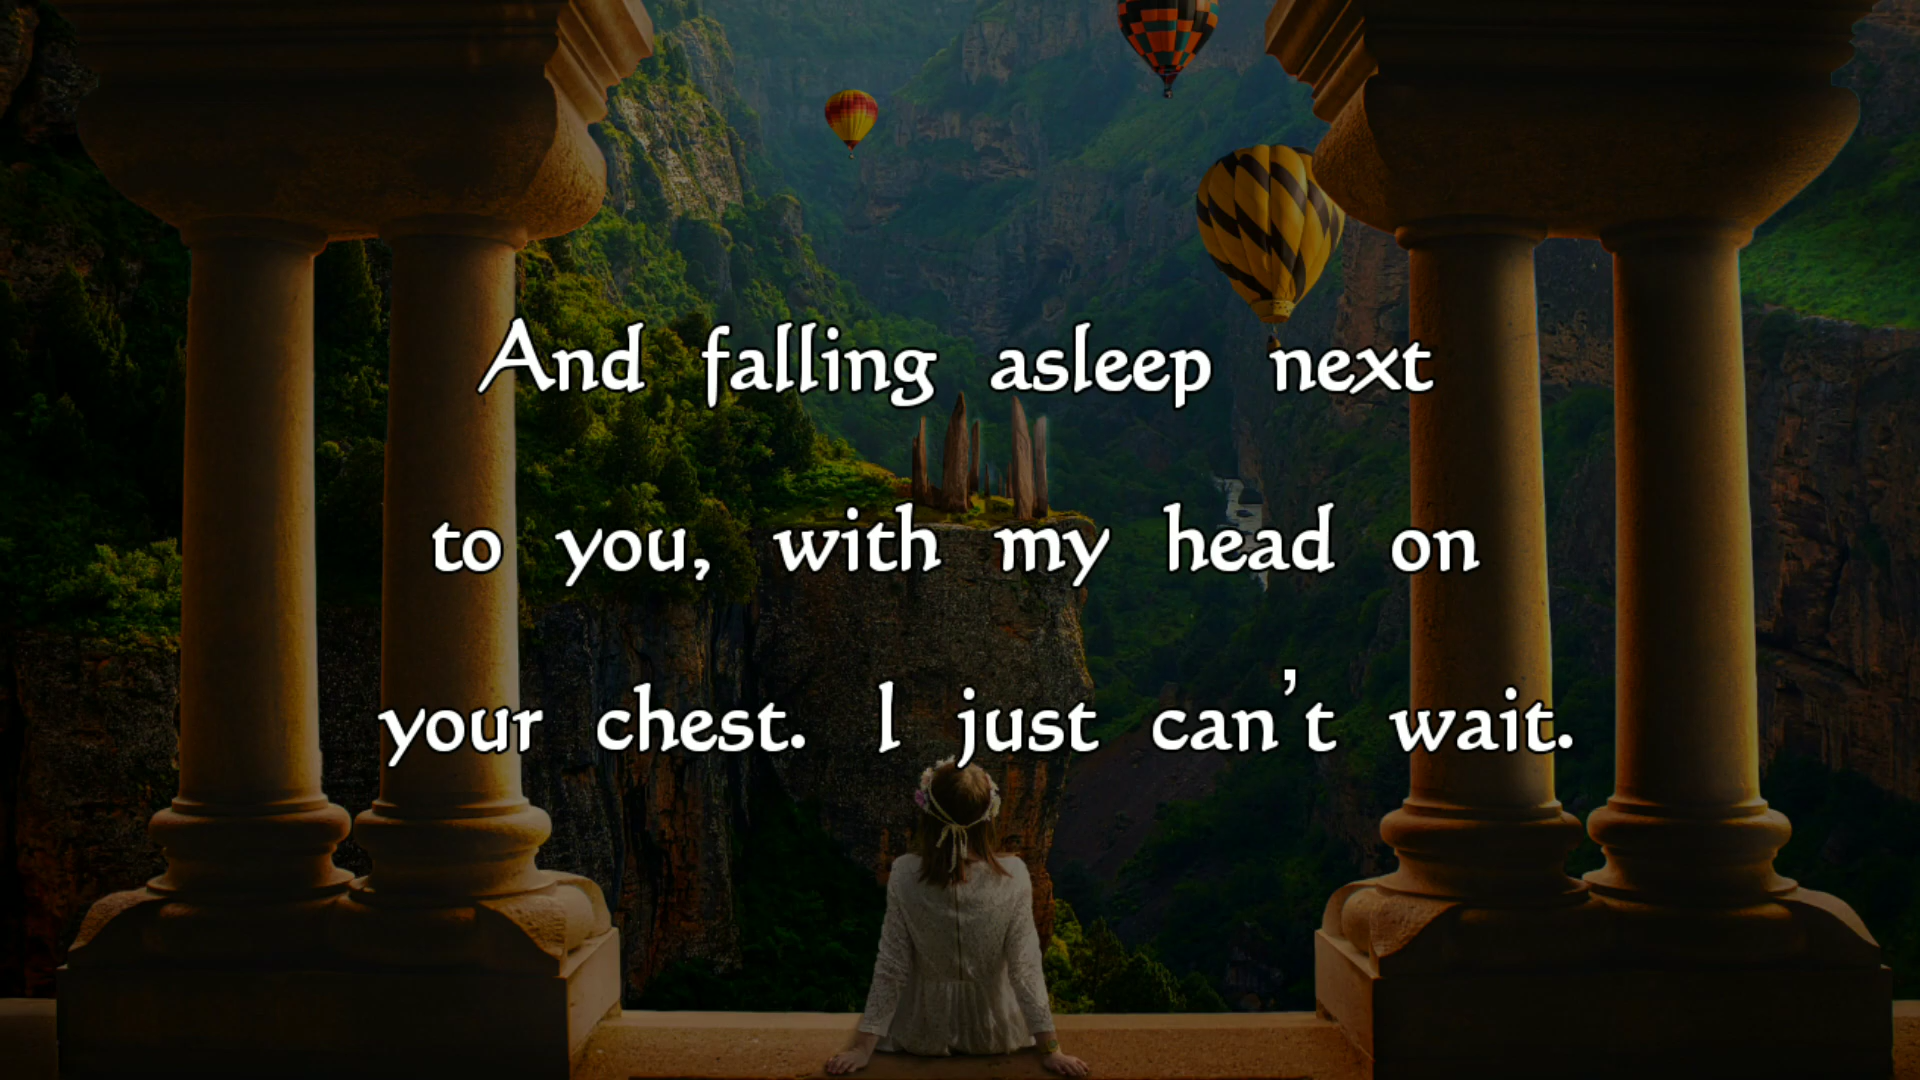 And falling asleep next
to you, with my head on
your chest. I just can't wait.